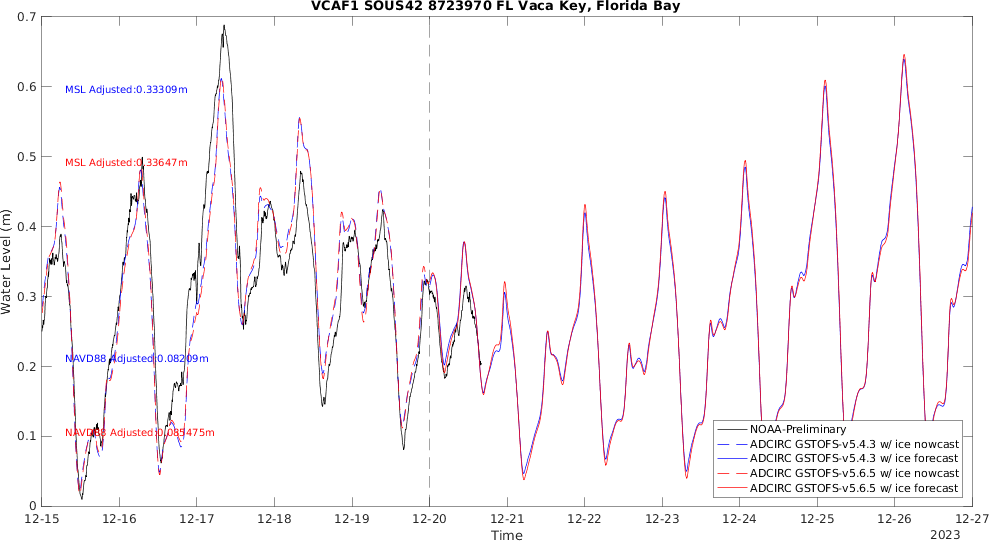 VCAF1 SOUS42 8723970 FL Vaca Key, Florida Bay
0.7
0.6
0.5
0.4
0.3
0.2
0.1
0
Water Level (m)
MSL Adjusted:0.33309m
MSL Adjusted:0.33647m
NAVD88 Adjusted:0.08209m
NAVD88 Adjusted:0.085475m
NOAA-Preliminary
ADCIRC GSTOFS-v5.4.3 w/ ice nowcast
ADCIRC GSTOFS-v5.4.3 w/ ice forecast
ADCIRC GSTOFS-v5.6.5 w/ ice nowcast
ADCIRC GSTOFS-v5.6.5 w/ ice forecast
12-15 12-16 12-17 12-18 12-19 12-20 12-21 12-22 12-23 12-24 12-25 12-26 12-27
Time
2023